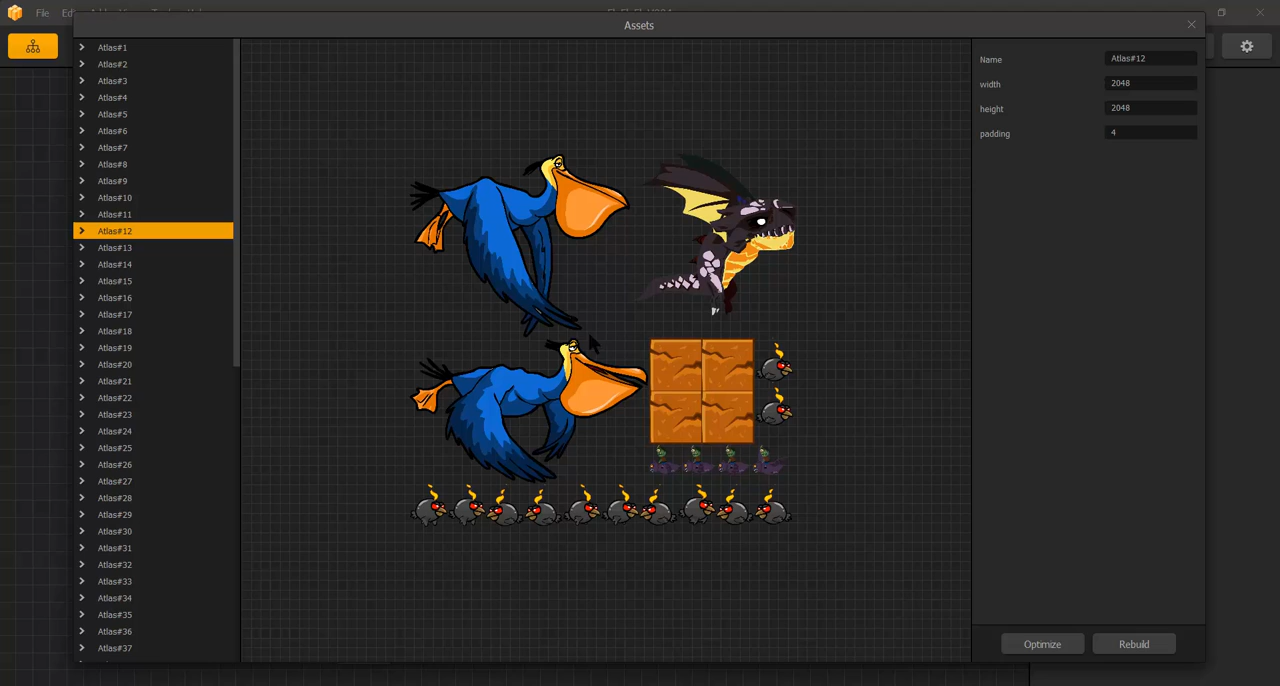 File
Assets
Atlas#1
Atlas#2
Atlas#3
Atlas#4
Atlas#5
Atlas#6
Atlas#7
Atlas#8
Atlas#9
Atlas#10
Atlas#11
Atlas#12
Atlas#13
Atlas#14
Atlas#15
Atlas#16
Atlas#17
Atlas#18
Atlas#19
Atlas#20
Atlas#21
Atlas#22
Atlas#23
Atlas#24
Atlas#25
Atlas#26
Atlas#27
Atlas#28
Atlas#29
Atlas#30
Atlas#31
Atlas#32
Atlas#33
Atlas#34
Atlas#35
Atlas#36
Atlas#37
Name Atlas#12
width 2048
height 2048
padding 4
Optimize Rebuild